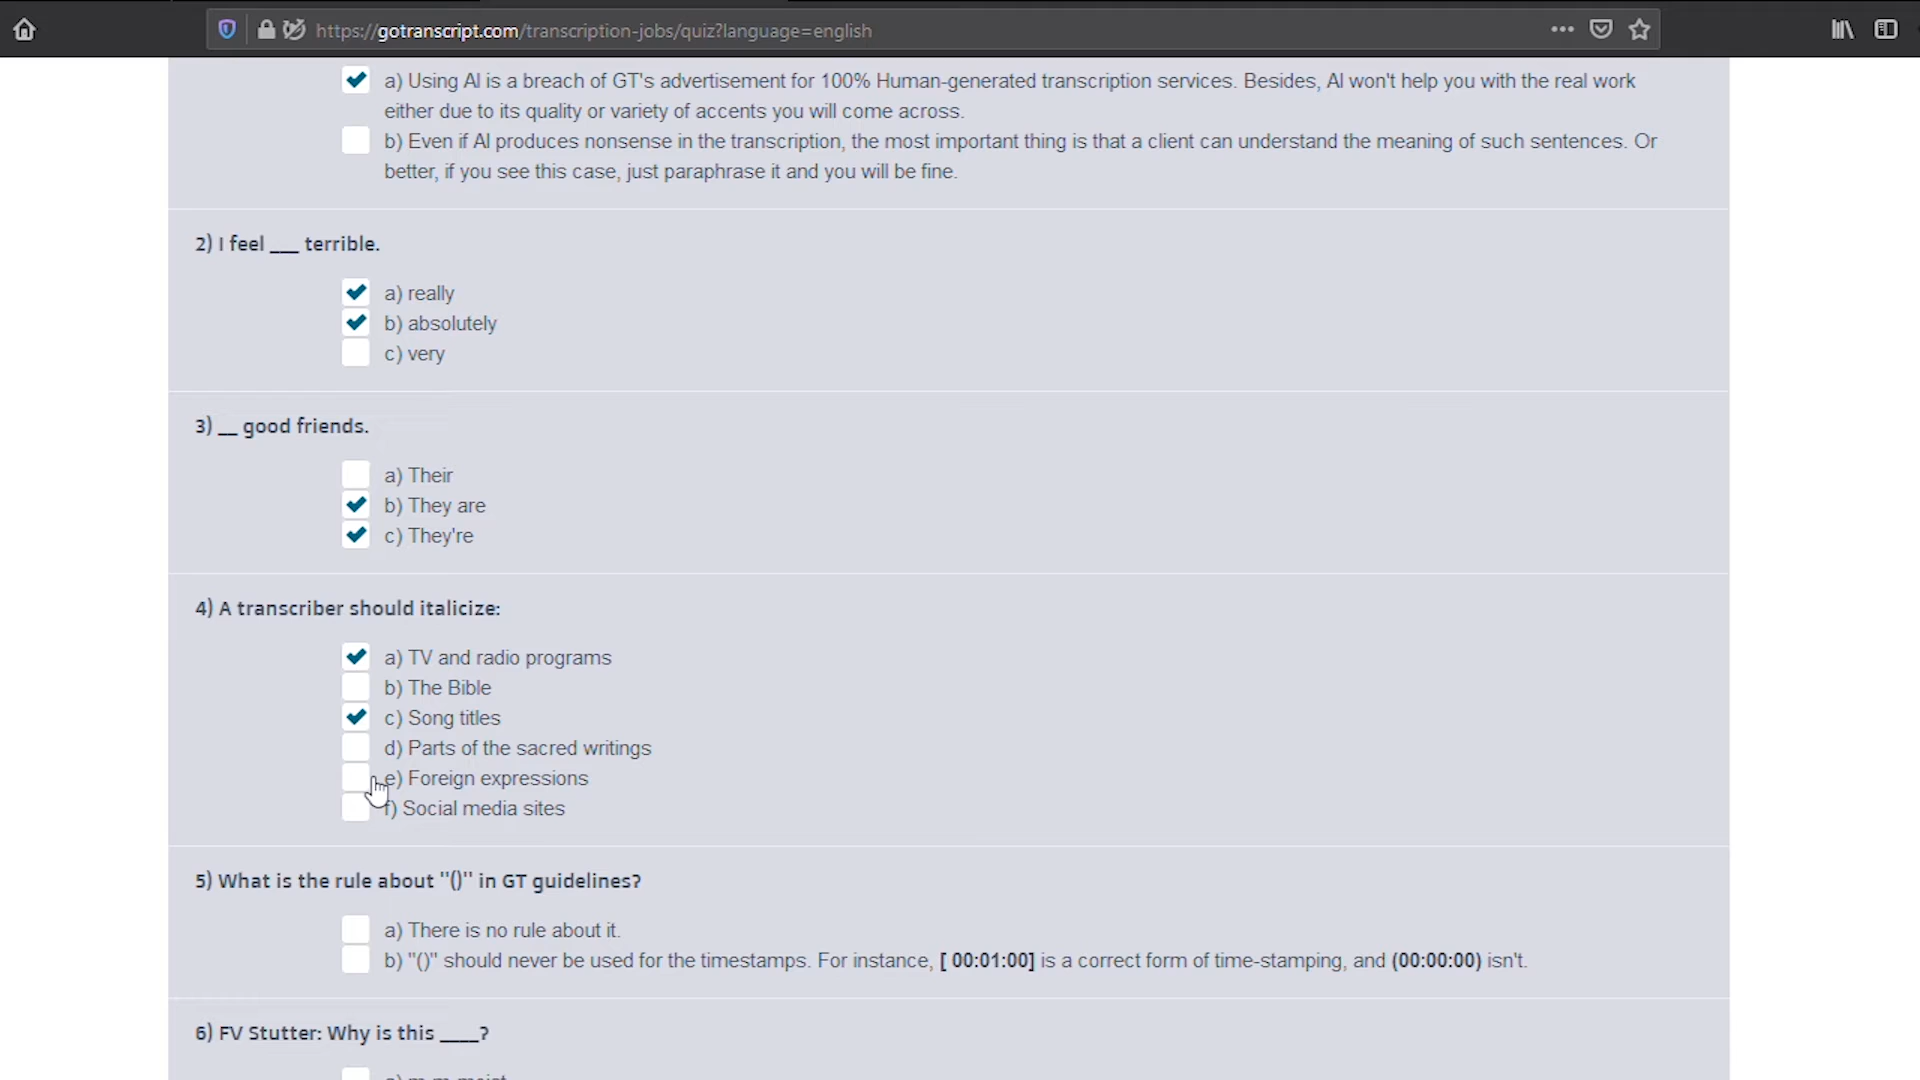 https://gotranscript.com/transcription-jobs/quiz?language=english
a) Using AI is a breach of GT's advertisement for 100% Human-generated transcription services. Besides, AI won't help you with the real work
either due to its quality or variety of accents you will come across.
b) Even if AI produces nonsense in the transcription, the most important thing is that a client can understand the meaning of such sentences. Or
better, if you see this case, just paraphrase it and you will be fine.
2) I feel ___ terrible.
a) really
b) absolutely
c) very
3) __ good friends.
a) Their
b) They are
c) They're
4) A transcriber should italicize:
a) TV and radio programs
b) The Bible
c) Song titles
d) Parts of the sacred writings
e) Foreign expressions
f) Social media sites
5) What is the rule about "()" in GT guidelines?
a) There is no rule about it.
b) "()" should never be used for the timestamps. For instance, [ 00:01:00] is a correct form of time-stamping, and (00:00:00) isn't.
6) FV Stutter: Why is this ____?